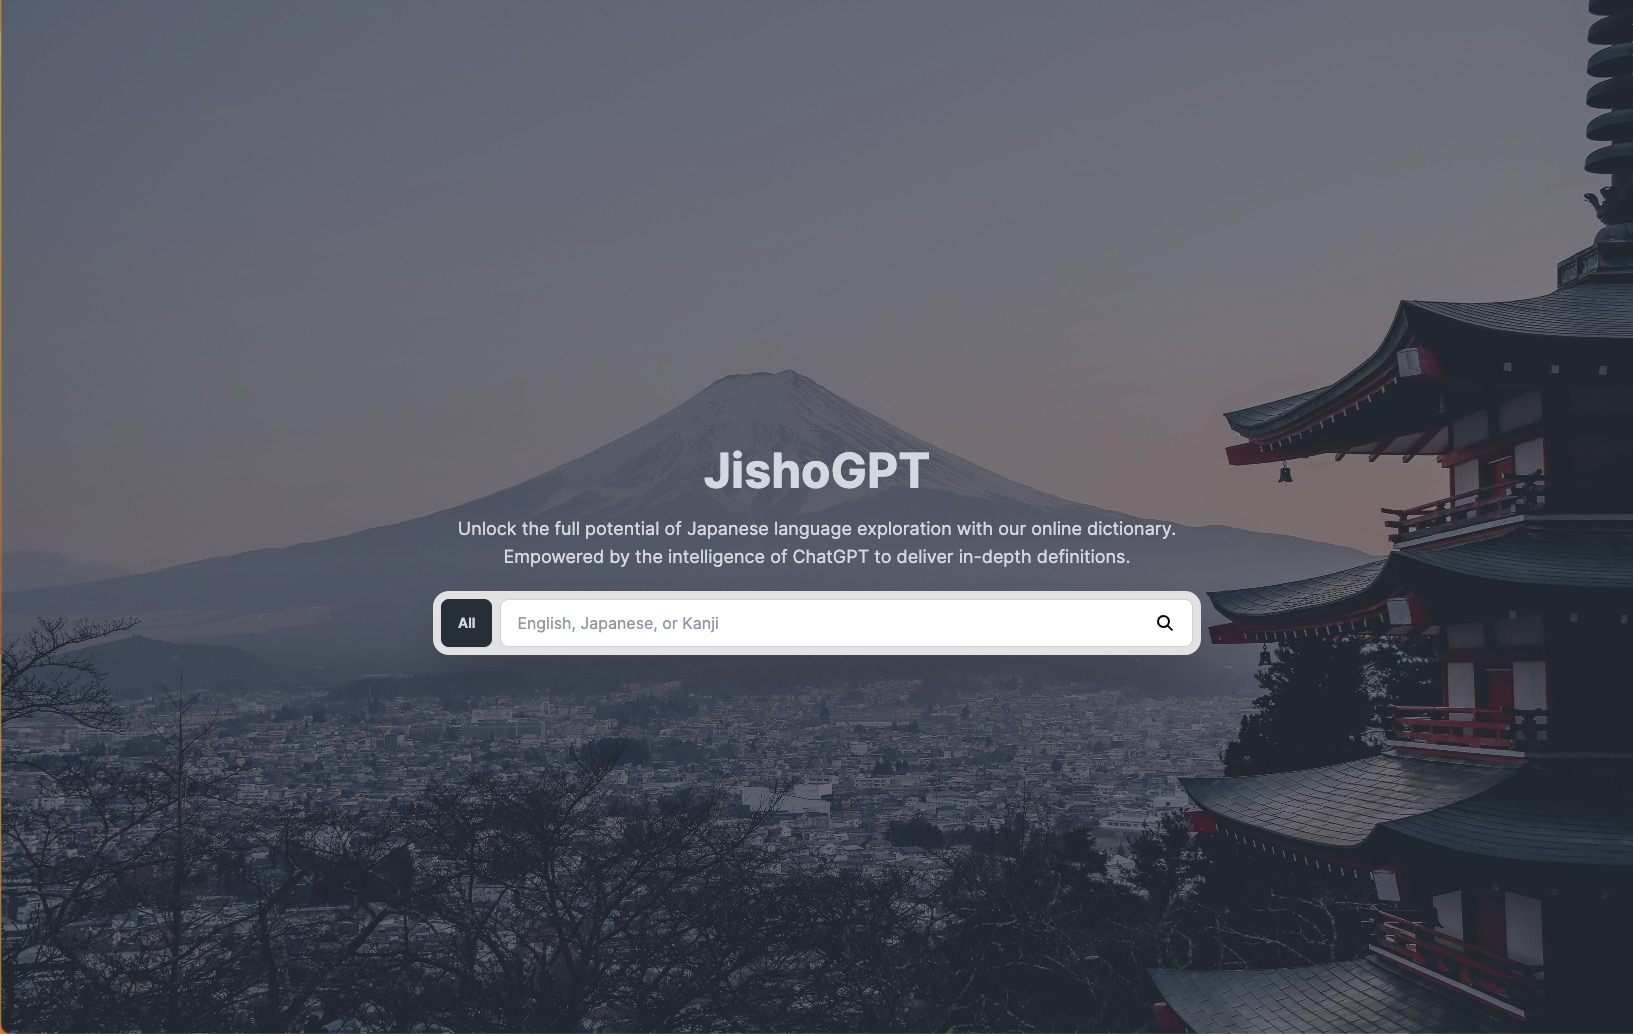 JishoGPT
Unlock the full potential of Japanese language exploration with our online dictionary.
Empowered by the intelligence of ChatGPT to deliver in-depth definitions.
All
English, Japanese, or Kanji